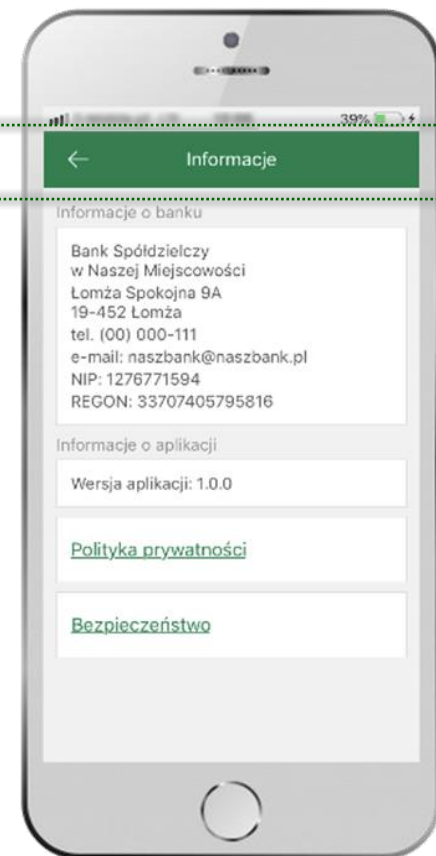 39%
Informacje
Informacje o banku
Bank Spółdzielczy
w Naszej Miejscowości
Łomża Spokojna 9A
19-452 Łomża
tel. (00) 000-111
e-mail: naszbank@naszbank.pl
NIP: 1276771594
REGON: 33707405795816
Informacje o aplikacji
Wersja aplikacji: 1.0.0
Polityka prywatności
Bezpieczeństwo